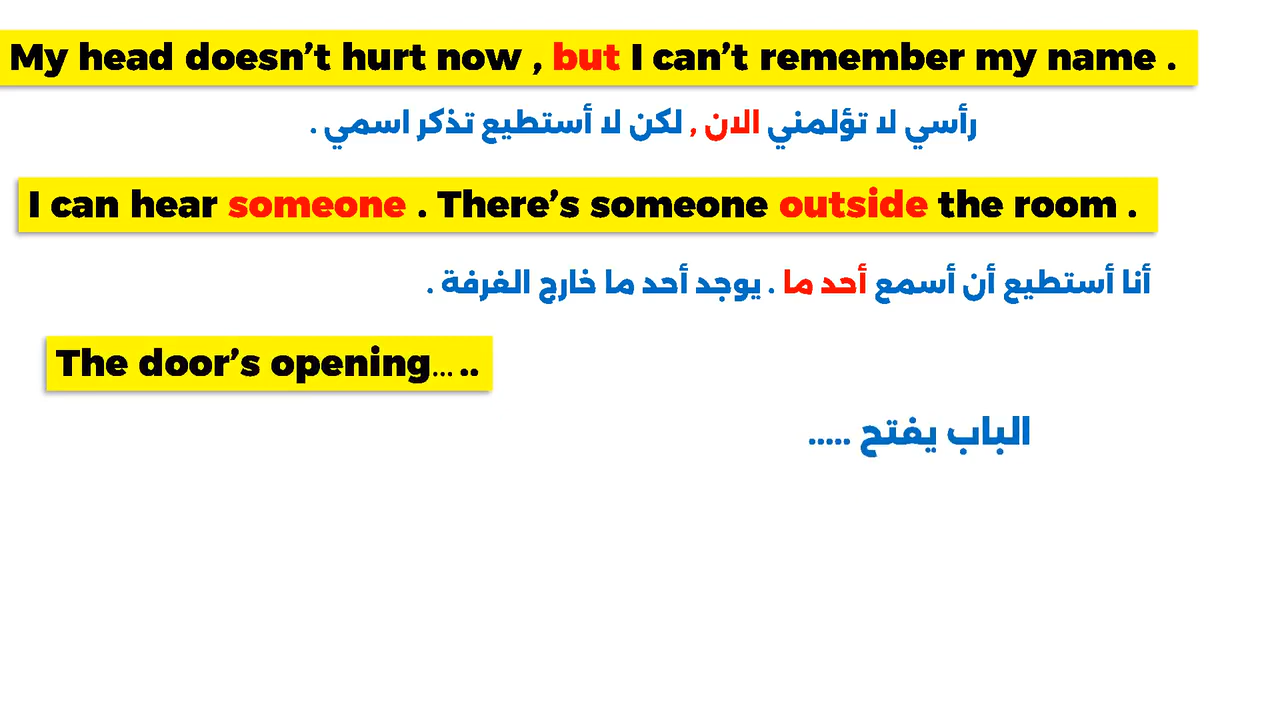 My head doesn’t hurt now , but I can’t remember my name .
رأسي لا تؤلمني الان , لكن لا أستطيع تذكر اسمي .
I can hear someone . There’s someone outside the room .
أنا أستطيع أن أسمع أحد ما . يوجد أحد ما خارج الغرفة .
The door’s opening... ..
الباب يفتح .....